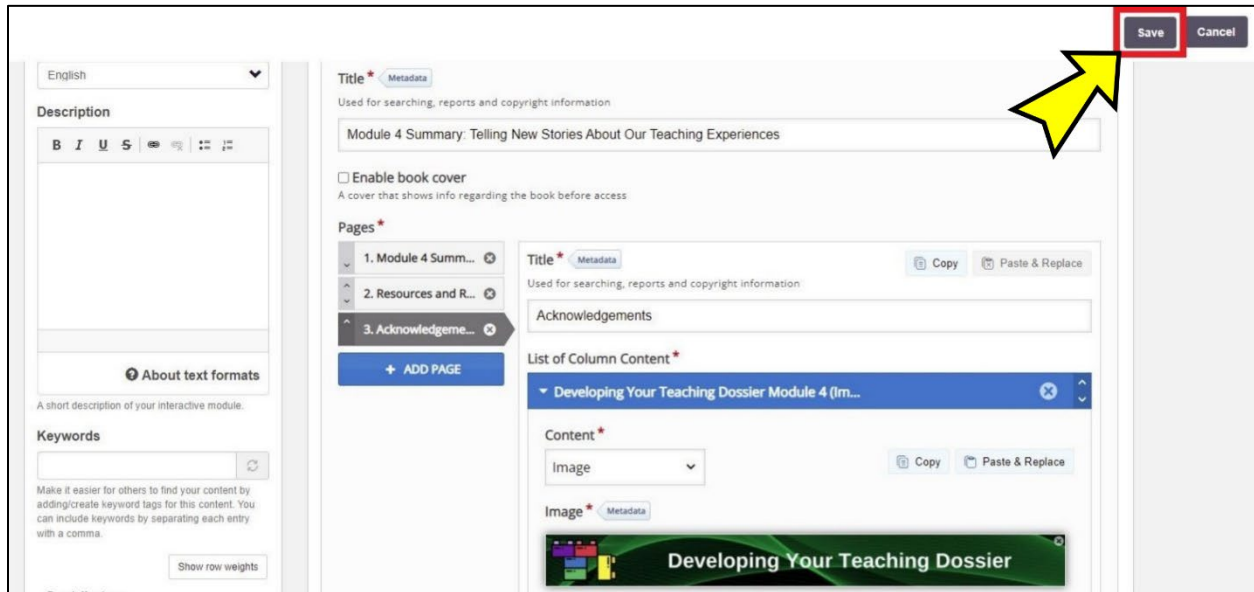 Save Cancel
English
Description
B I U S
About text formats
A short description of your interactive module.
Keywords
Make it easier for others to find your content by
adding/create keyword tags for this content. You
can include keywords by separating each entry
with a comma.
Show row weights
Title * Metadata
Used for searching, reports and copyright information
Module 4 Summary: Telling New Stories About Our Teaching Experiences
Enable book cover
A cover that shows info regarding the book before access
Pages *
1. Module 4 Summ...
2. Resources and R...
3. Acknowledgeme...
+ ADD PAGE
Title * Metadata
Copy Paste & Replace
Used for searching, reports and copyright information
Acknowledgements
List of Column Content *
Developing Your Teaching Dossier Module 4 (Im...
Content *
Image
Copy Paste & Replace
Image * Metadata
Developing Your Teaching Dossier